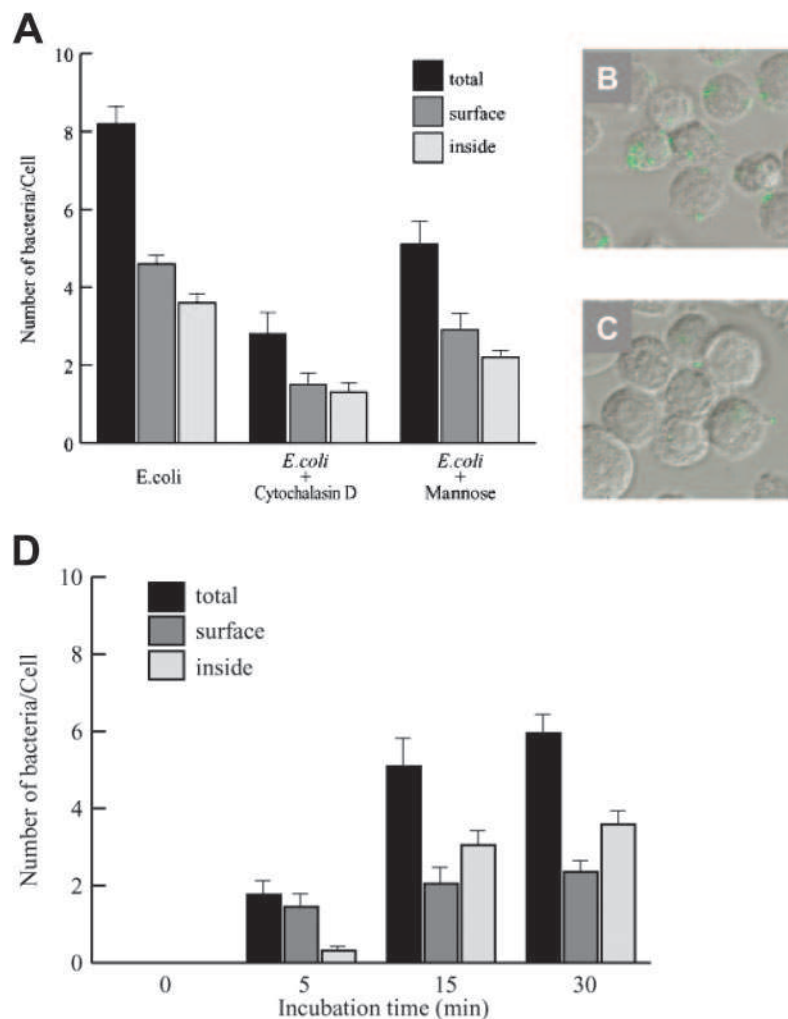 A
10
8
6
4
2
0
Number of bacteria/Cell
total
surface
inside
E.coli
E.coli
+
Cytochalasin D
E.coli
+
Mannose
B
C
D
10
8
6
4
2
0
Number of bacteria/Cell
total
surface
inside
0 5 15 30
Incubation time (min)